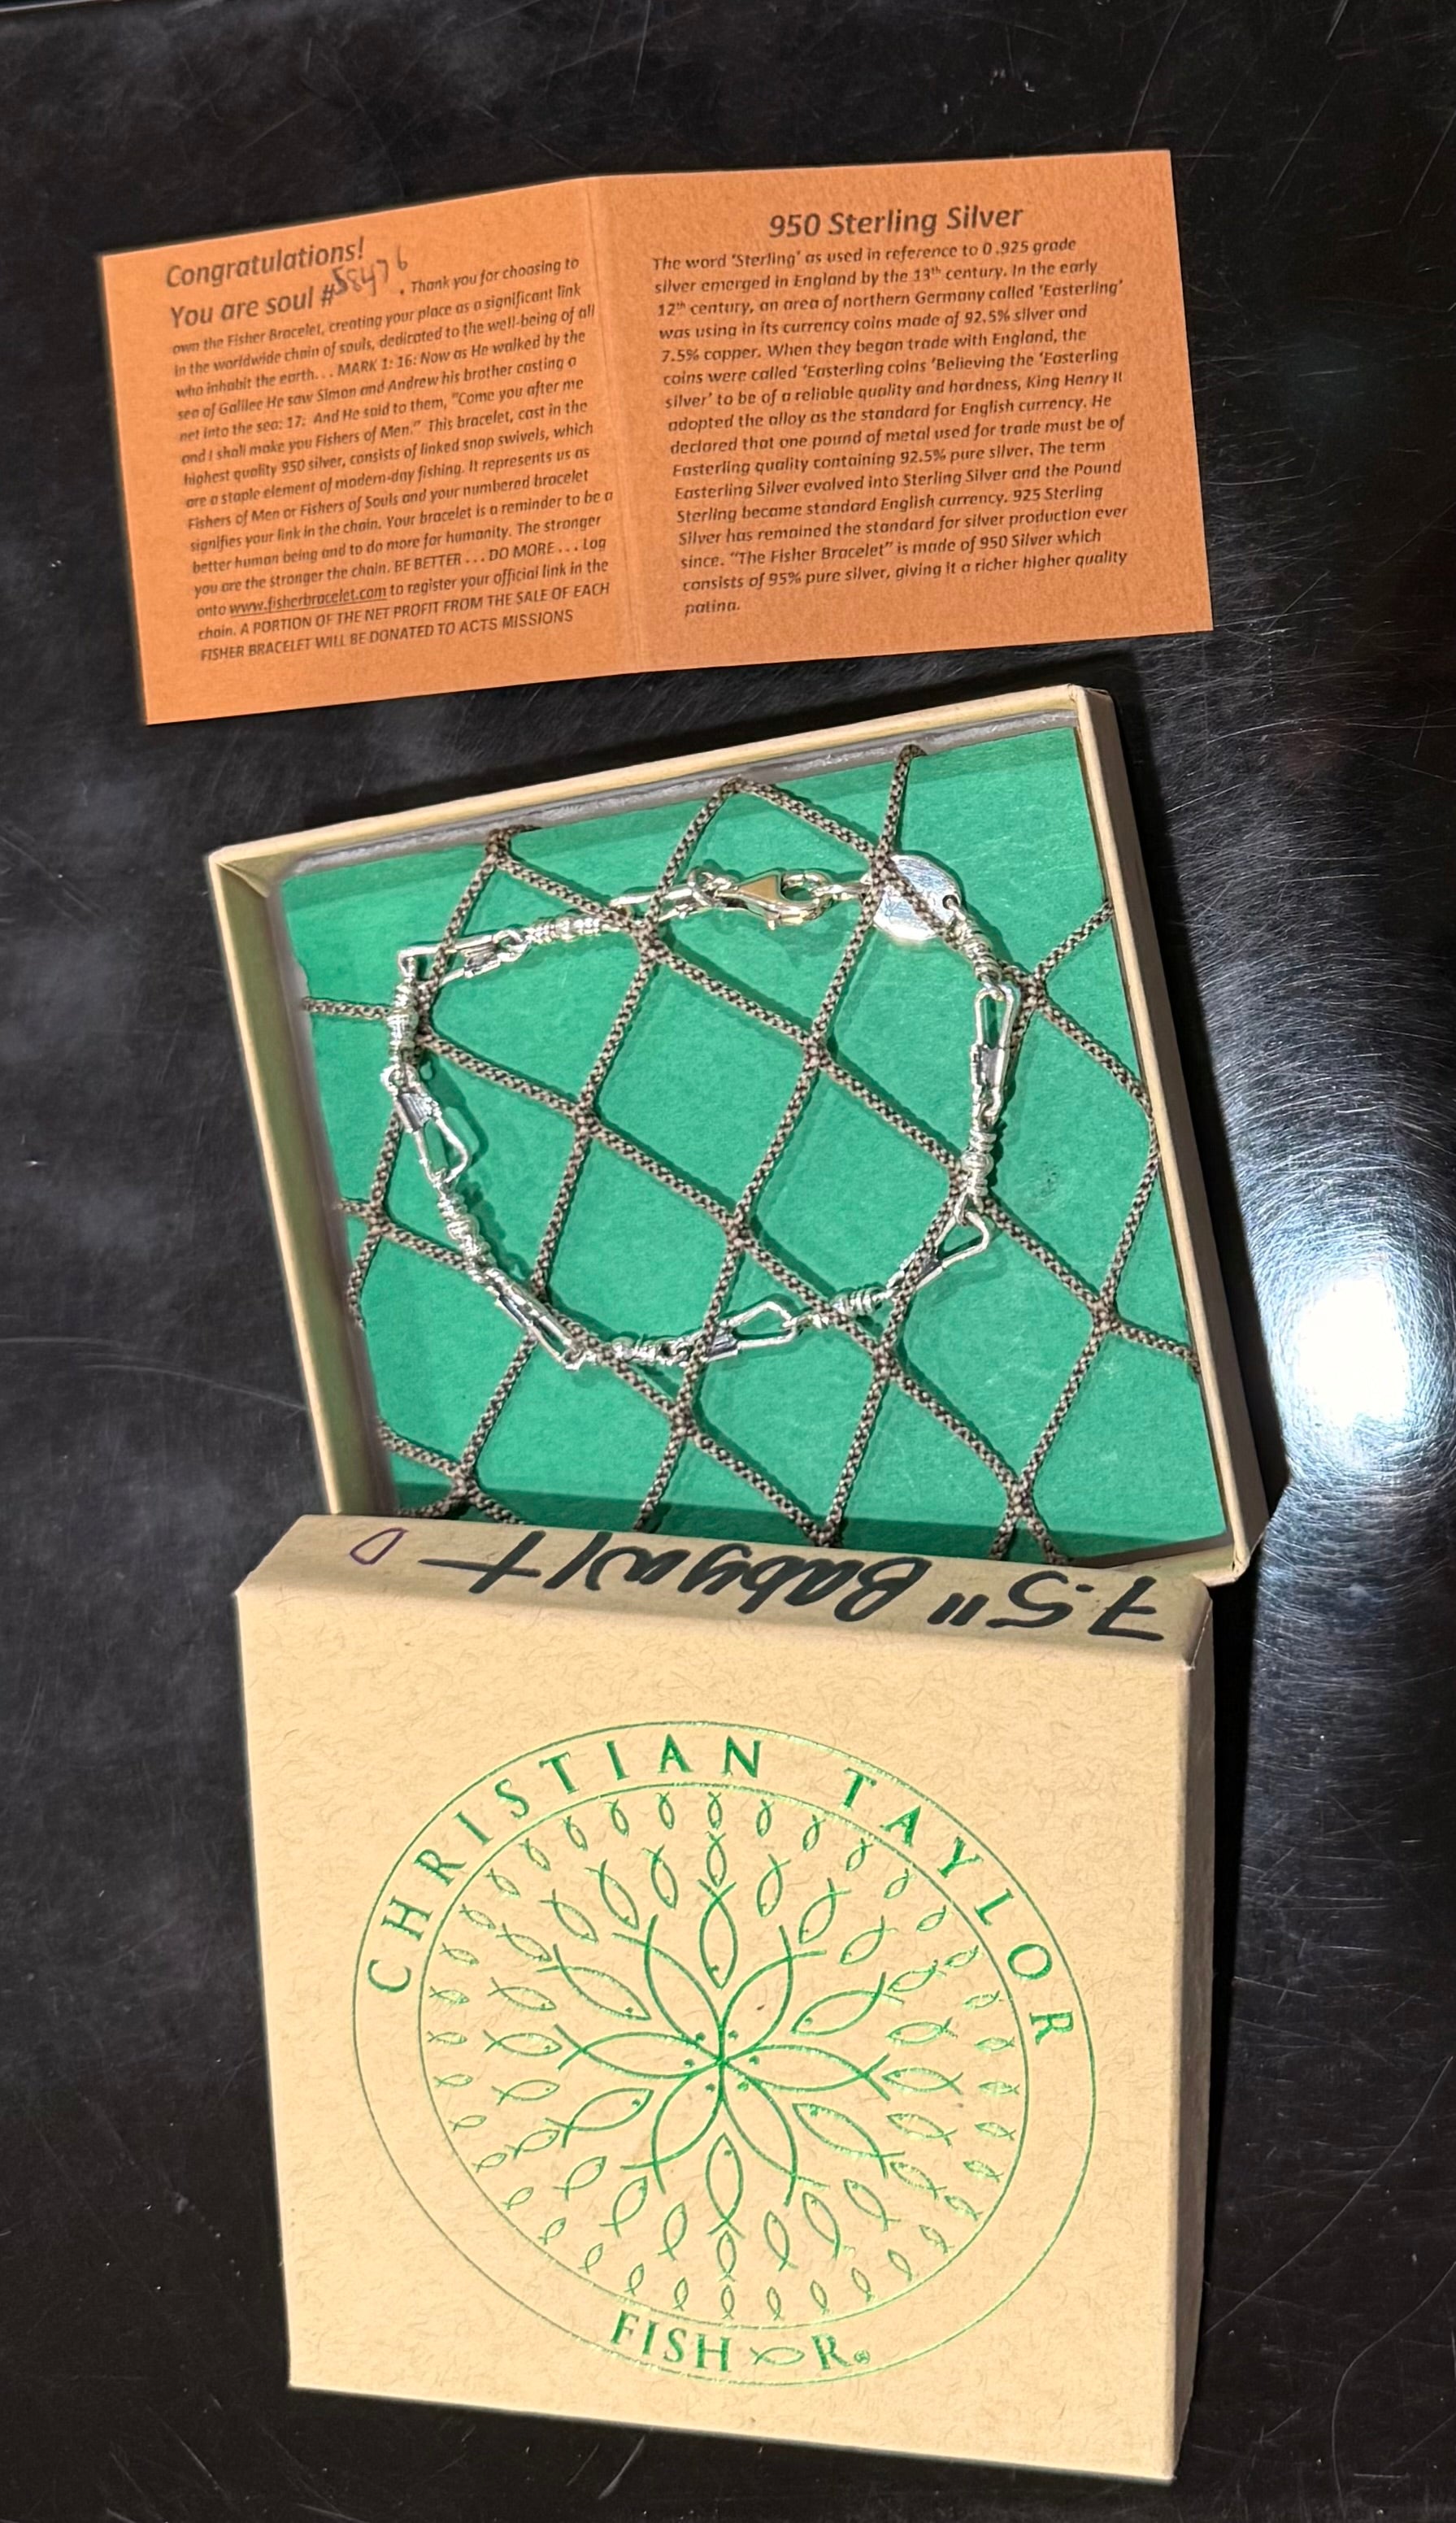 Congratulations!
You are soul #58476. Thank you for choosing to
own the Fisher Bracelet, creating your place as a significant link
in the worldwide chain of souls, dedicated to the well-being of all
who inhabit the earth. . . MARK 1: 16: Now as He walked by the
sea of Galilee He saw Simon and Andrew his brother casting a
net into the sea: 17: And He said to them, "Come you after me
and I shall make you Fishers of Men." This bracelet, cast in the
highest quality 950 silver, consists of linked snap swivels, which
are a staple element of modern-day fishing. It represents us as
Fishers of Men or Fishers of Souls and your numbered bracelet
signifies your link in the chain. Your bracelet is a reminder to be a
better human being and to do more for humanity. The stronger
you are the stronger the chain. BE BETTER . . . DO MORE . . . Log
onto www.fisherbracelet.com to register your official link in the
chain. A PORTION OF THE NET PROFIT FROM THE SALE OF EACH
FISHER BRACELET WILL BE DONATED TO ACTS MISSIONS
950 Sterling Silver
The word 'Sterling' as used in reference to 0.925 grade
silver emerged in England by the 13th century. In the early
12th century, an area of northern Germany called 'Easterling'
was using in its currency coins made of 92.5% silver and
7.5% copper. When they began trade with England, the
coins were called 'Easterling coins 'Believing the 'Easterling
silver' to be of a reliable quality and hardness, King Henry II
adopted the alloy as the standard for English currency. He
declared that one pound of metal used for trade must be of
Easterling quality containing 92.5% pure silver. The term
Easterling Silver evolved into Sterling Silver and the Pound
Sterling became standard English currency. 925 Sterling
Silver has remained the standard for silver production ever
since. "The Fisher Bracelet" is made of 950 Silver which
consists of 95% pure silver, giving it a richer higher quality
patina.
7.5" Baby w/t
D
CHRISTIAN TAYLOR
FISH R®